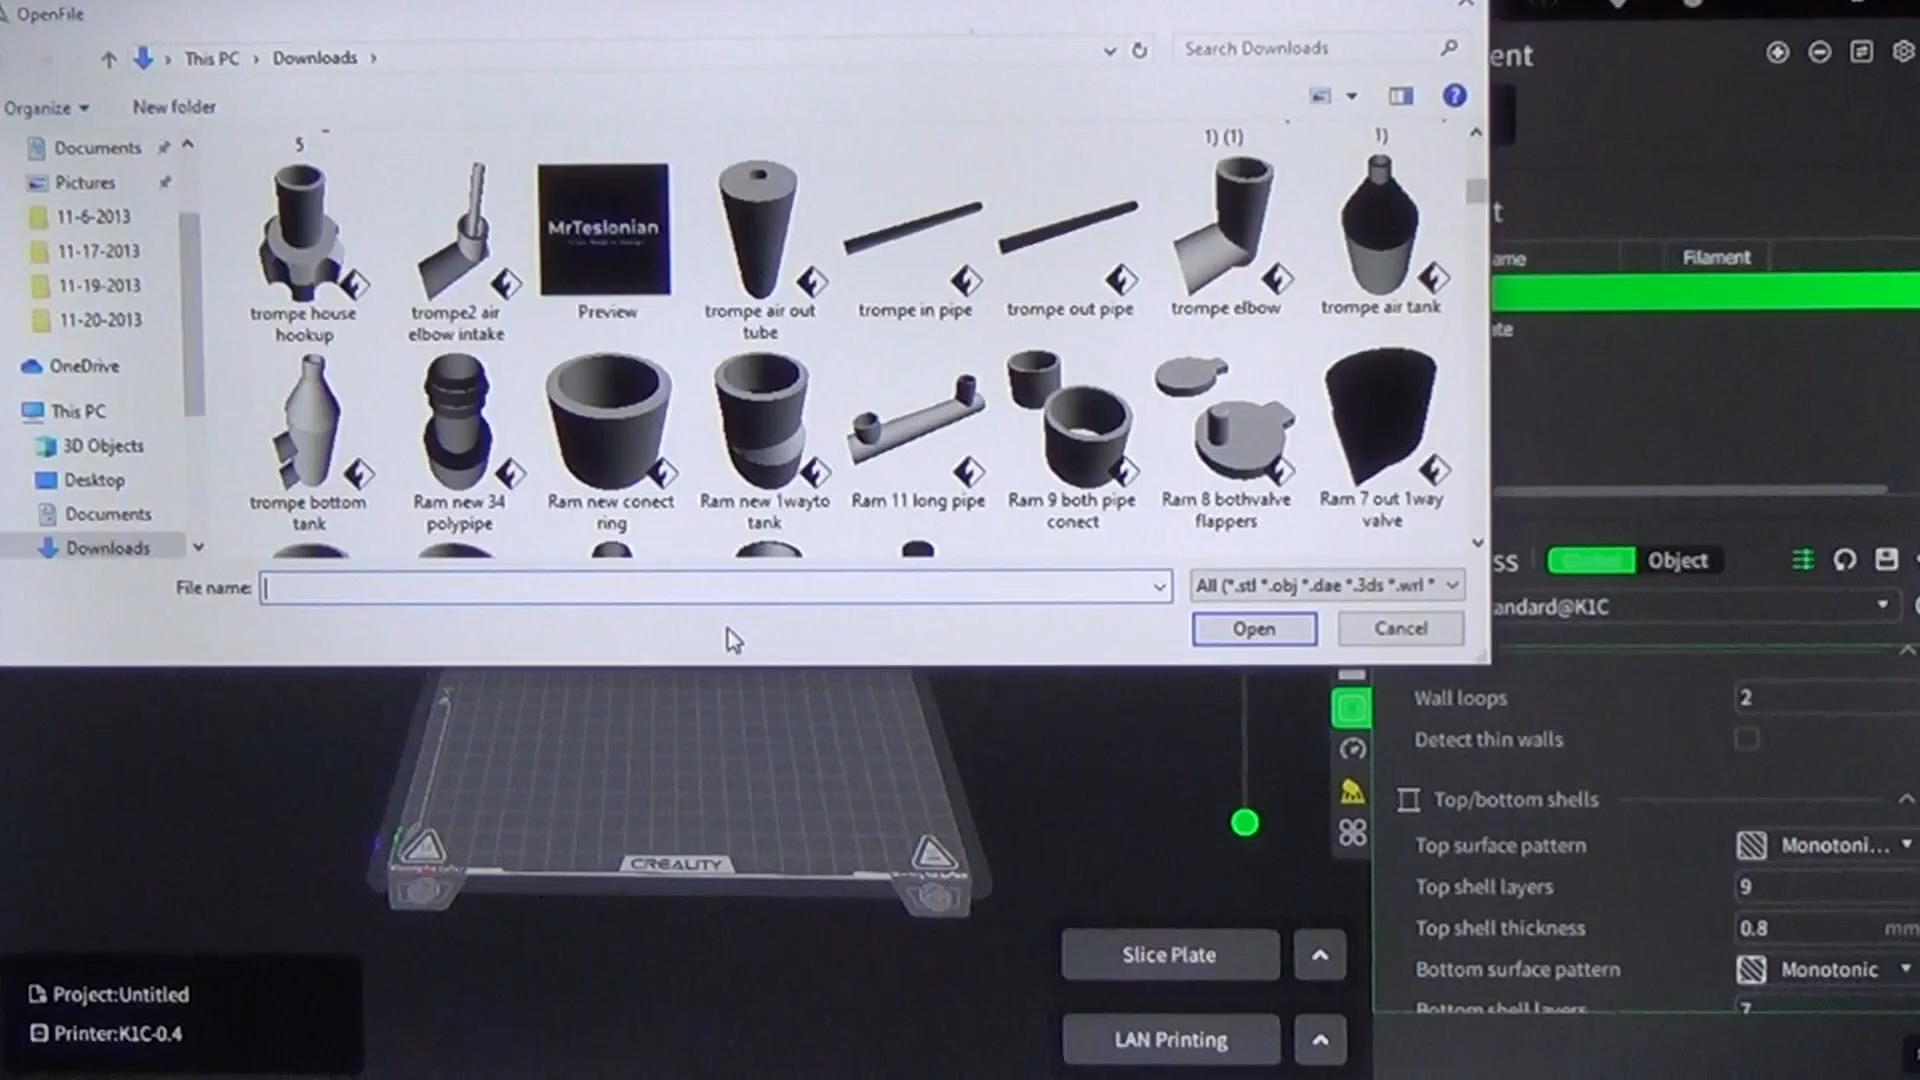 OpenFile
This PC › Downloads ›
Search Downloads
Organize
New folder
Documents
Pictures
11-6-2013
11-17-2013
11-19-2013
11-20-2013
OneDrive
This PC
3D Objects
Desktop
Documents
Downloads
5
1) (1)
1)
trompe house
hookup
trompe2 air
elbow intake
MrTeslonian
Preview
trompe air out
tube
trompe in pipe
trompe out pipe
trompe elbow
trompe air tank
trompe bottom
tank
Ram new 34
polypipe
Ram new conect
ring
Ram new 1wayto
tank
Ram 11 long pipe
Ram 9 both pipe
conect
Ram 8 bothvalve
flappers
Ram 7 out 1way
valve
File name:
All (*.stl *.obj *.dae *.3ds *.wrl *
Open
Cancel
ent
t
ame
Filament
ate
ss
Object
andard@K1C
Wall loops
2
Detect thin walls
Top/bottom shells
Top surface pattern
Monotoni...
Top shell layers
9
Top shell thickness
0.8
mm
Bottom surface pattern
Monotonic
Bottom shell layers
7
CREALITY
Slice Plate
LAN Printing
Project:Untitled
Printer:K1C-0.4